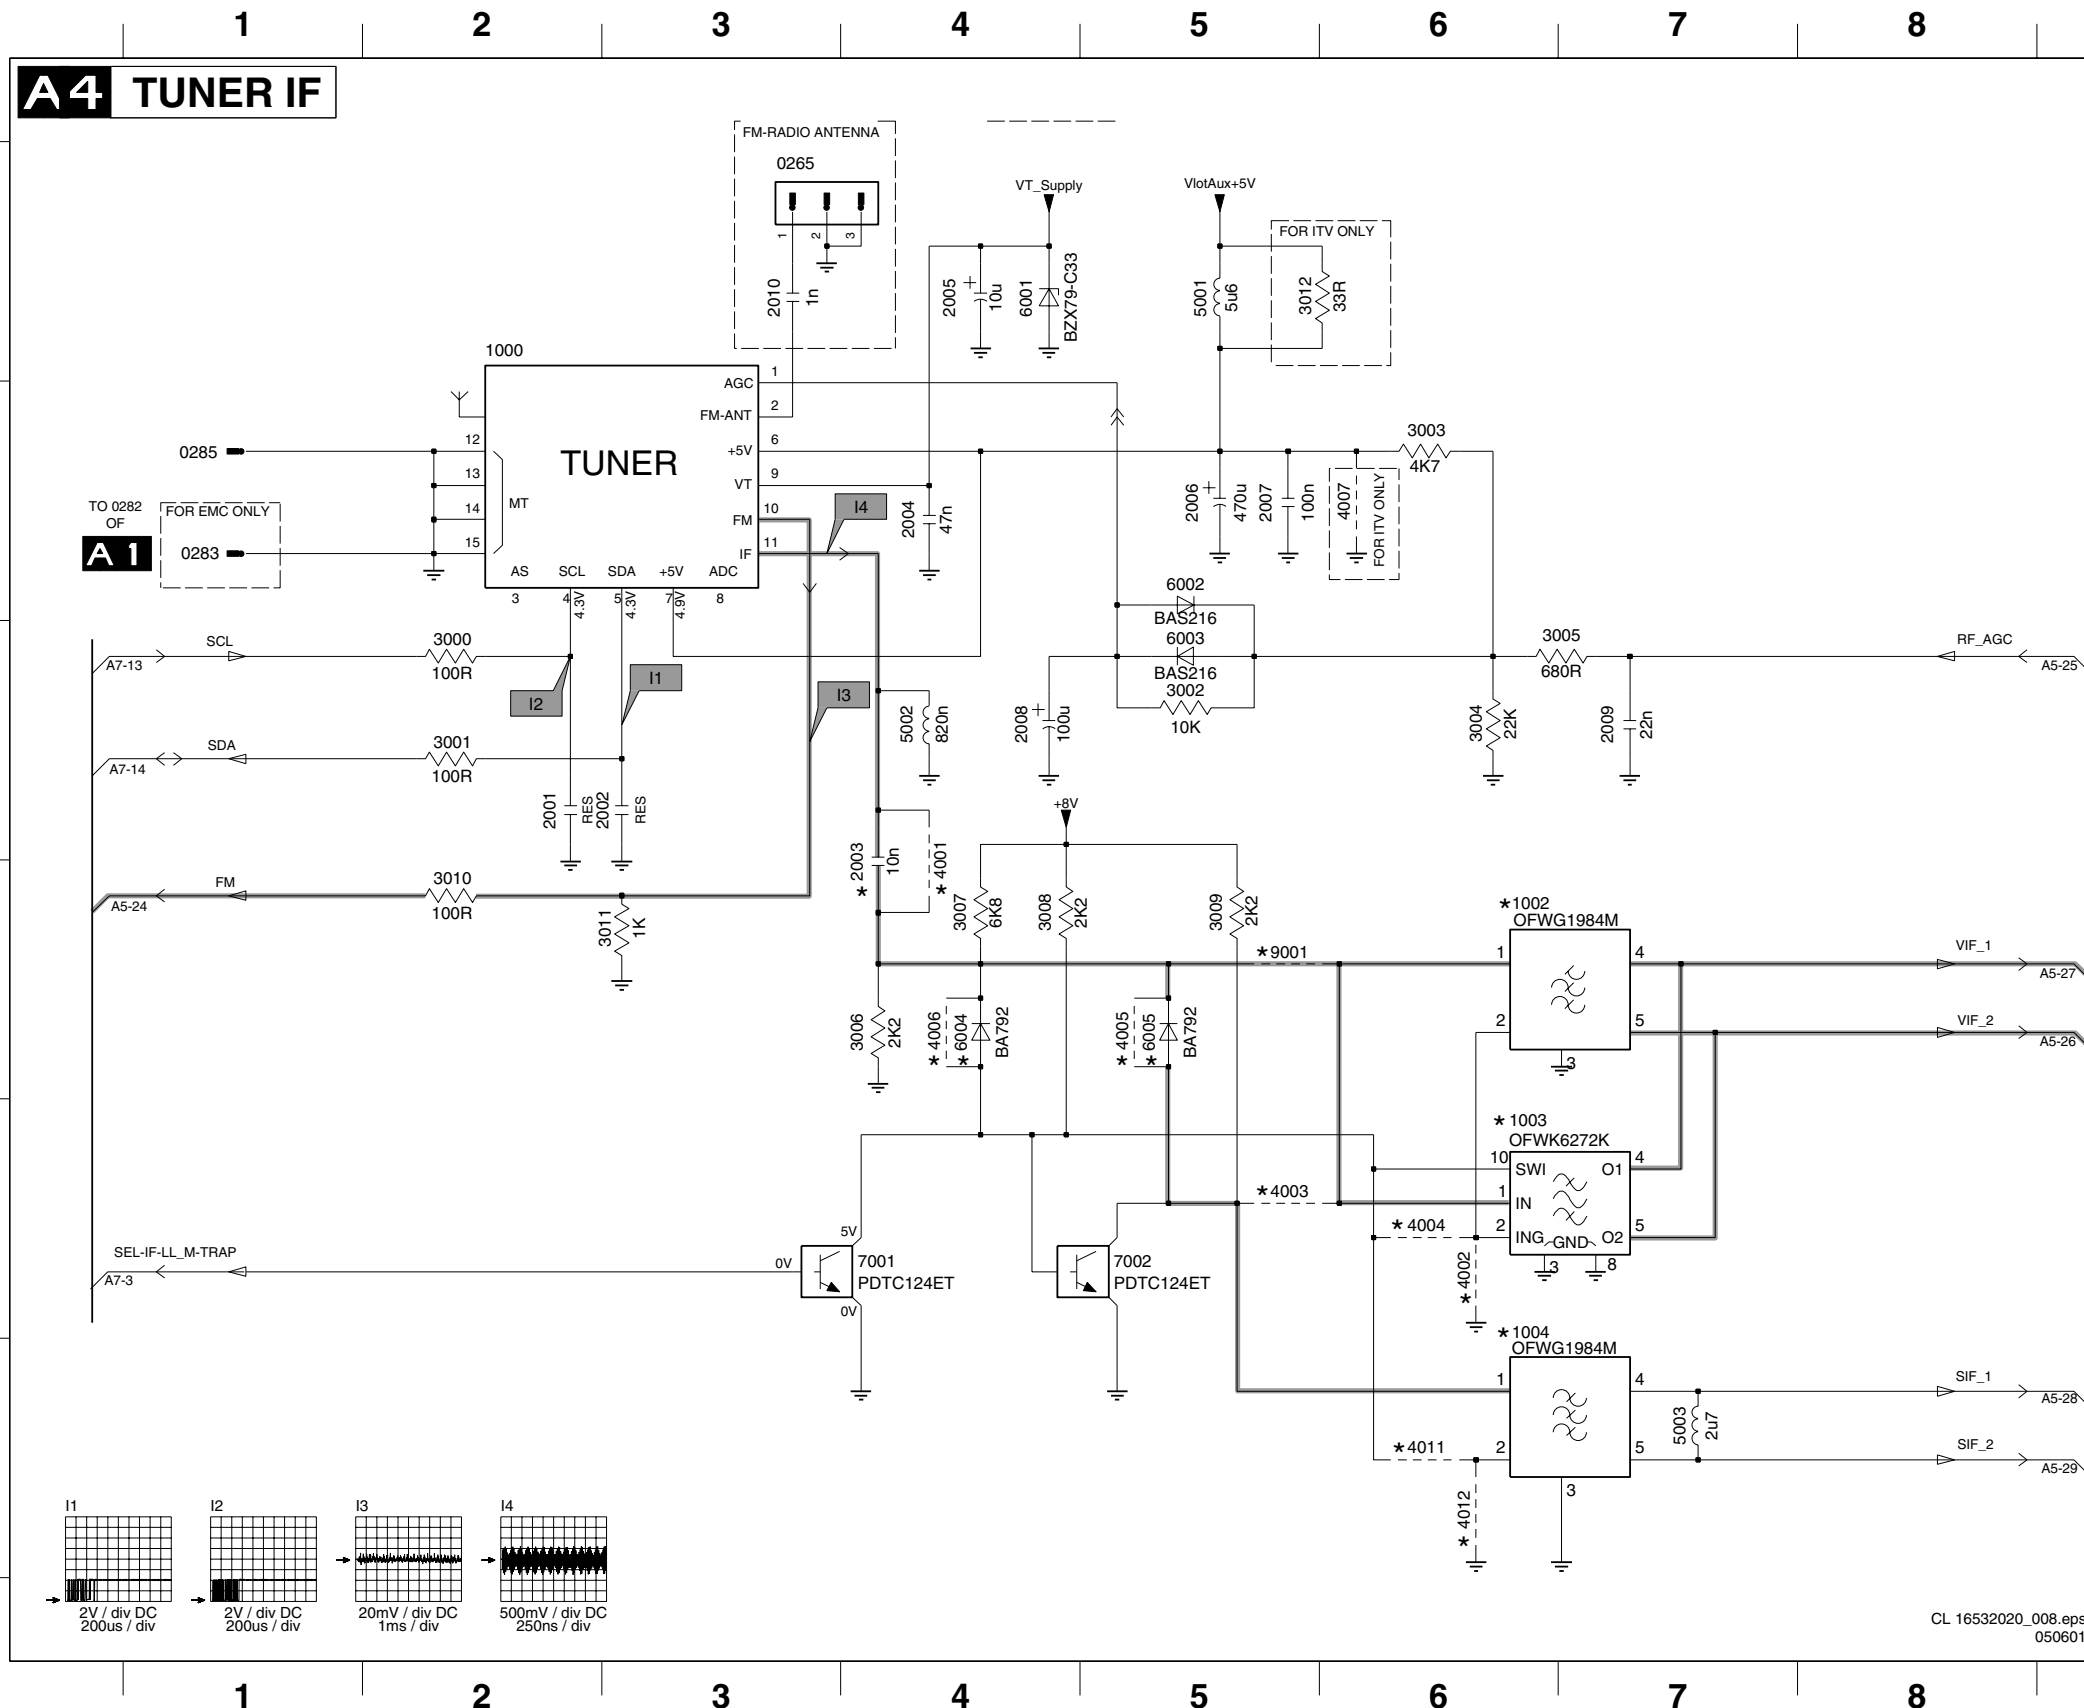 1 2 3 4 5 6 7 8
A4 TUNER IF
FM-RADIO ANTENNA
0265
1 2 3
2010
1n
VT_Supply
2005
+
10u
6001
BZX79-C33
VlotAux+5V
5001
5u6
FOR ITV ONLY
3012
33R
1000
TUNER
AGC 1
FM-ANT 2
+5V 6
VT 9
FM 10
IF 11
12
13
14
15
MT
AS SCL SDA +5V ADC
3 4 5 7 8
4.3V 4.3V 4.9V
0285
TO 0282
OF
A 1
FOR EMC ONLY
0283
I4
2004
47n
2006
+
470u
2007
100n
4007
FOR ITV ONLY
3003
4K7
6002
BAS216
6003
BAS216
3002
10K
3005
680R
RF_AGC
A5-25
SCL
A7-13
3000
100R
I2
I1
I3
5002
820n
2008
+
100u
3004
22K
2009
22n
SDA
A7-14
3001
100R
2001
RES
2002
RES
+8V
*2003
10n
*4001
3007
6K8
3008
2K2
3009
2K2
FM
A5-24
3010
100R
3011
1K
*9001
*1002
OFWG1984M
1
2
3
4
5
VIF_1
A5-27
VIF_2
A5-26
3006
2K2
*4006
*6004
BA792
*4005
*6005
BA792
*1003
OFWK6272K
10 SWI O1 4
1 IN
2 ING GND O2 5
3 8
*4003
*4004
*4002
SEL-IF-LL_M-TRAP
A7-3
0V
5V
7001
PDTC124ET
0V
7002
PDTC124ET
*1004
OFWG1984M
1
2
3
4
5
*4011
*4012
5003
2u7
SIF_1
A5-28
SIF_2
A5-29
I1 I2 I3 I4
2V / div DC
200us / div
2V / div DC
200us / div
20mV / div DC
1ms / div
500mV / div DC
250ns / div
CL 16532020_008.eps
050601
1 2 3 4 5 6 7 8